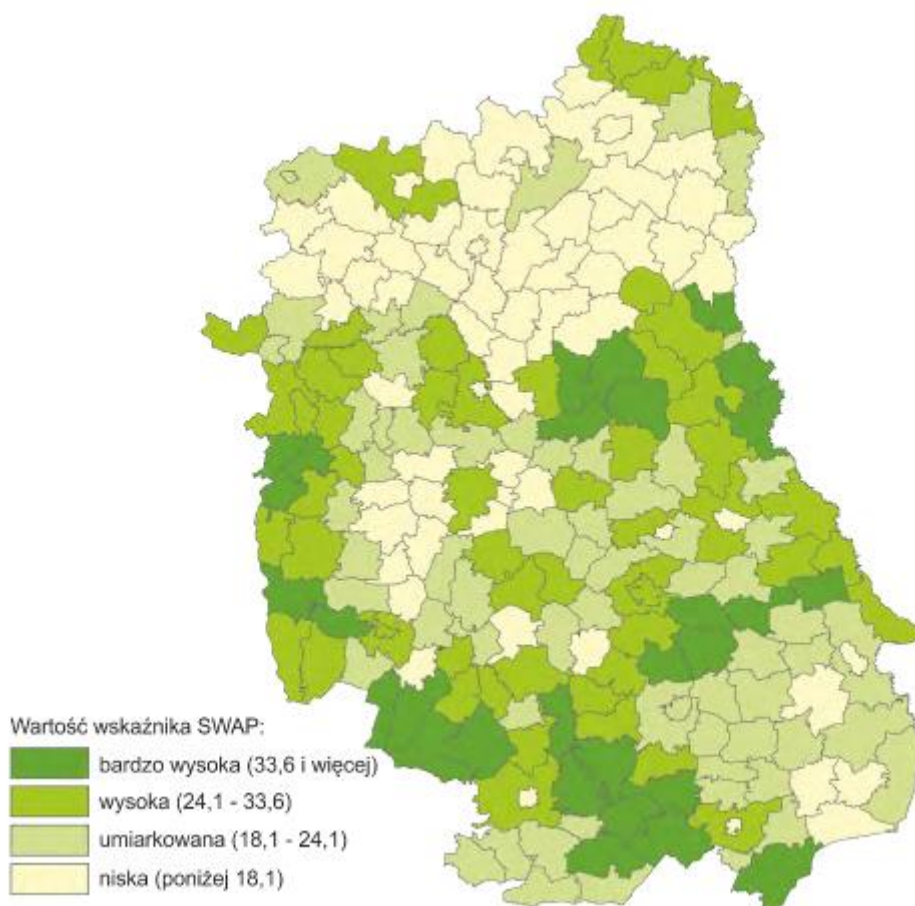 Wartość wskaźnika SWAP:
bardzo wysoka (33,6 i więcej)
wysoka (24,1 - 33,6)
umiarkowana (18,1 - 24,1)
niska (poniżej 18,1)